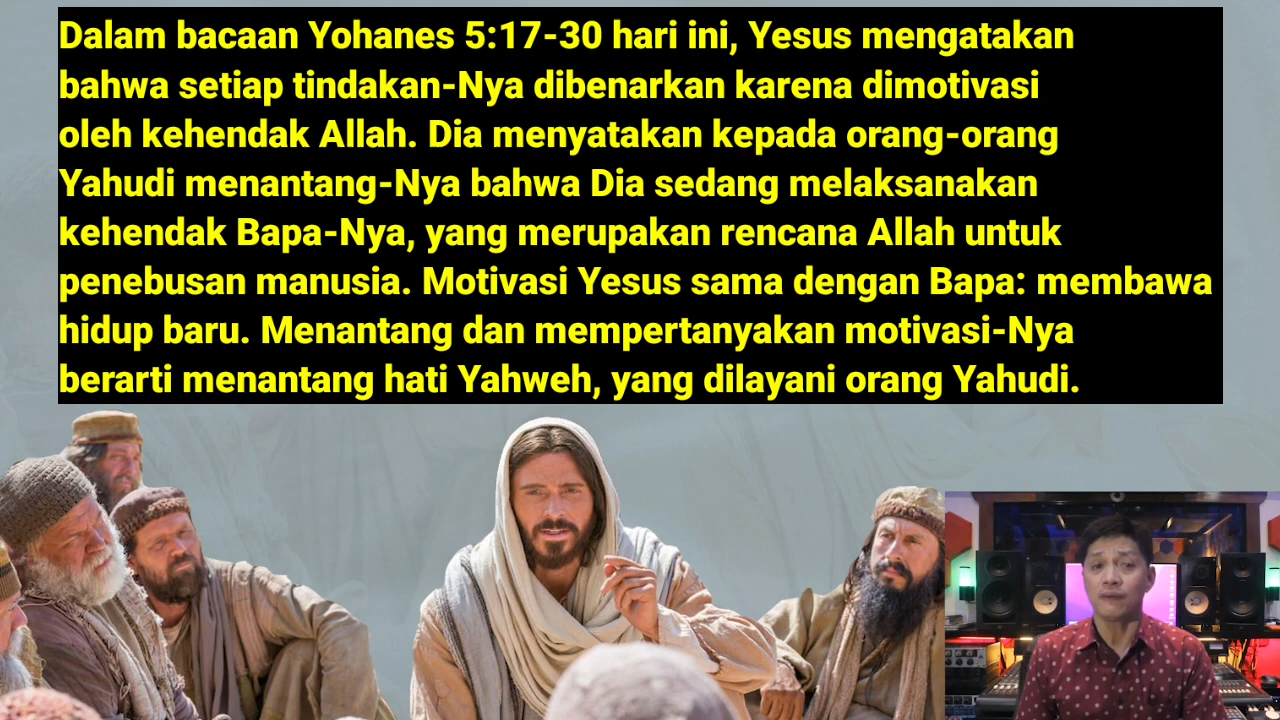 Dalam bacaan Yohanes 5:17-30 hari ini, Yesus mengatakan
bahwa setiap tindakan-Nya dibenarkan karena dimotivasi
oleh kehendak Allah. Dia menyatakan kepada orang-orang
Yahudi menantang-Nya bahwa Dia sedang melaksanakan
kehendak Bapa-Nya, yang merupakan rencana Allah untuk
penebusan manusia. Motivasi Yesus sama dengan Bapa: membawa
hidup baru. Menantang dan mempertanyakan motivasi-Nya
berarti menantang hati Yahweh, yang dilayani orang Yahudi.